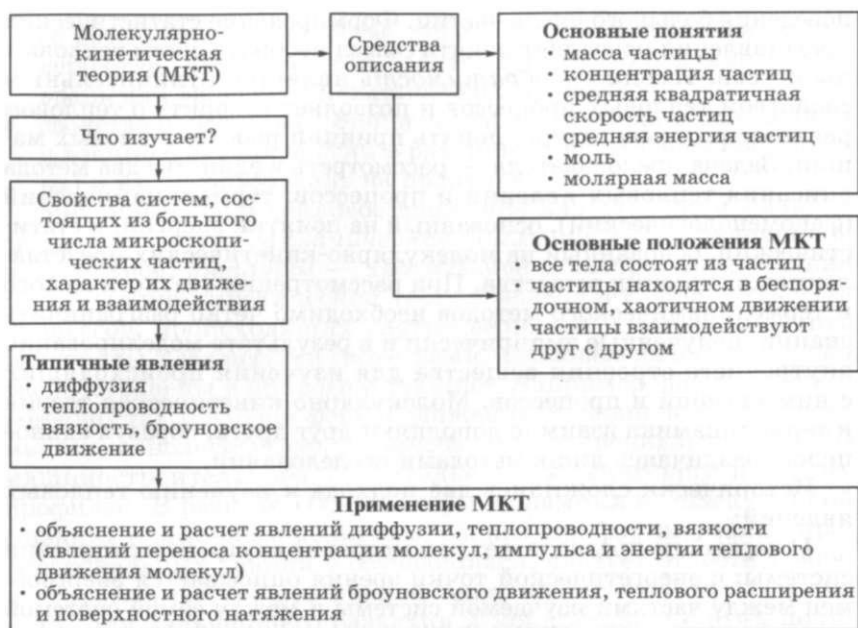 Молекулярно-
кинетическая
теория (МКТ)
Средства
описания
Основные понятия
• масса частицы
• концентрация частиц
• средняя квадратичная
скорость частиц
• средняя энергия частиц
• моль
• молярная масса
Что изучает?
Свойства систем, сос-
тоящих из большого
числа микроскопи-
ческих частиц,
характер их движе-
ния и взаимодействия
Основные положения МКТ
• все тела состоят из частиц
• частицы находятся в беспоря-
дочном, хаотичном движении
• частицы взаимодействуют
друг с другом
Типичные явления
• диффузия
• теплопроводность
• вязкость, броуновское
движение
Применение МКТ
• объяснение и расчет явлений диффузии, теплопроводности, вязкости
(явлений переноса концентрации молекул, импульса и энергии теплового
движения молекул)
• объяснение и расчет явлений броуновского движения, теплового расширения
и поверхностного натяжения